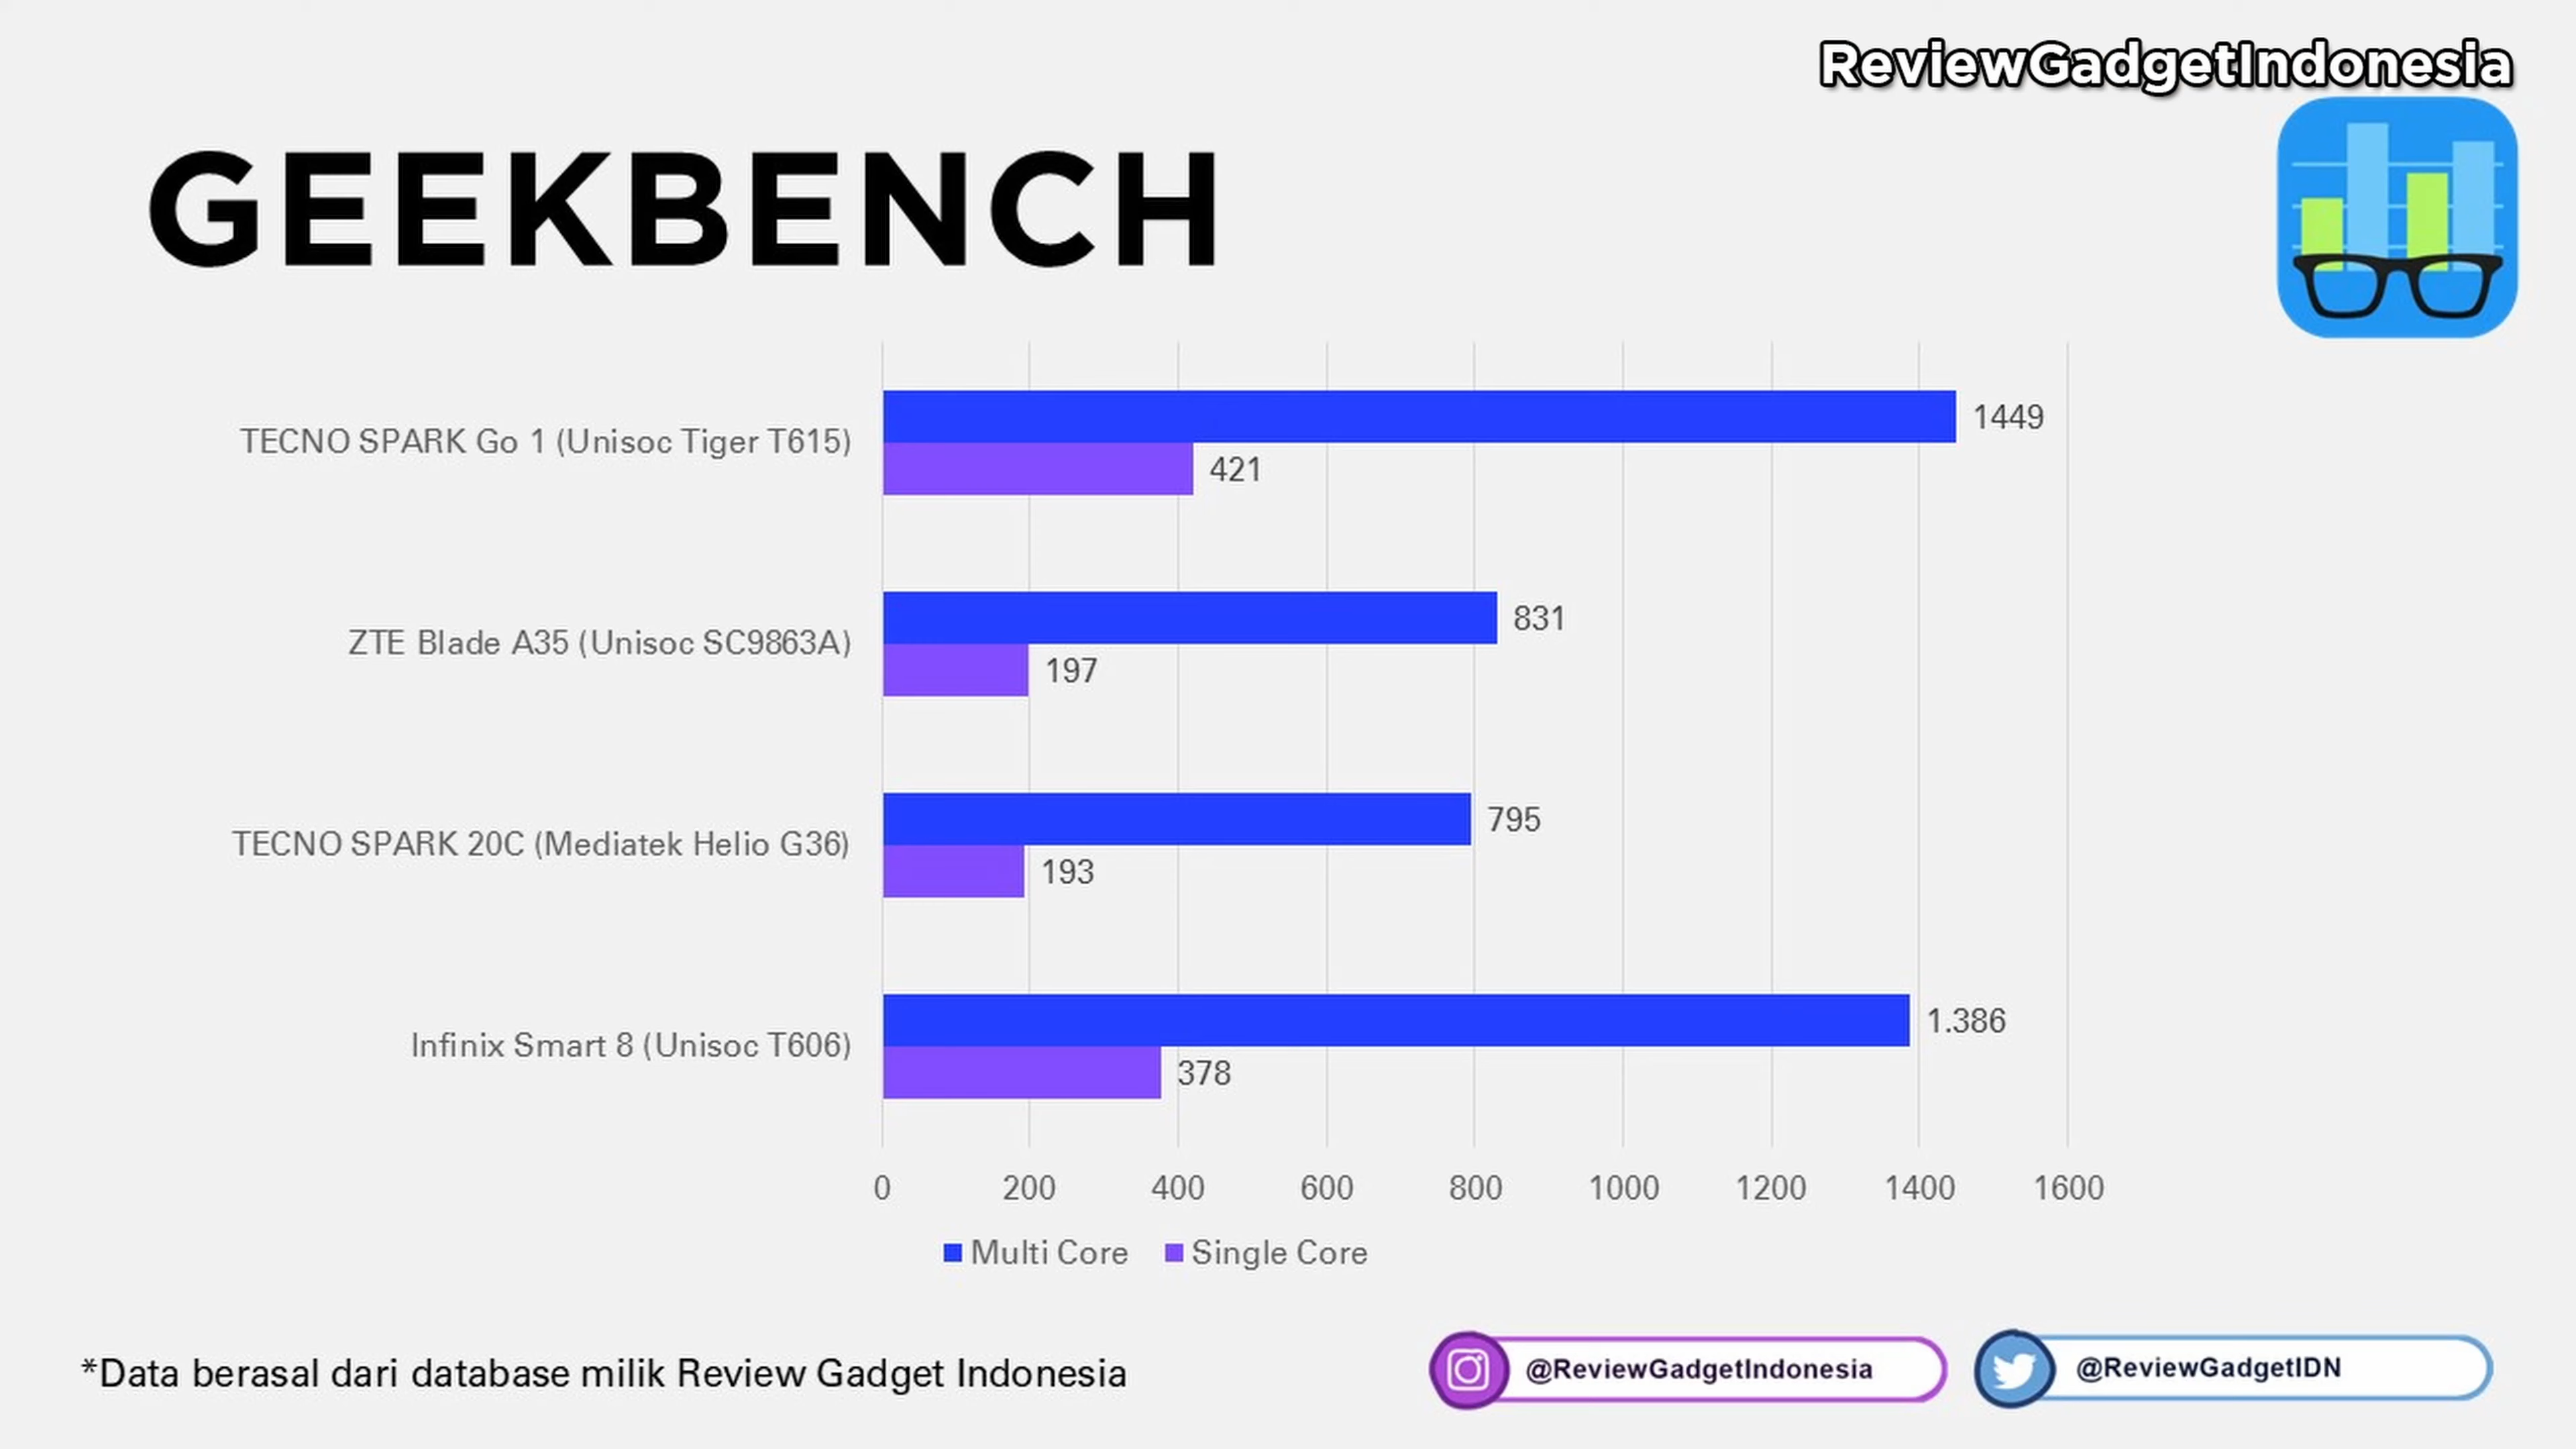 ReviewGadgetIndonesia
GEEKBENCH
TECNO SPARK Go 1 (Unisoc Tiger T615)
1449
421
ZTE Blade A35 (Unisoc SC9863A)
831
197
TECNO SPARK 20C (Mediatek Helio G36)
795
193
Infinix Smart 8 (Unisoc T606)
1.386
378
0 200 400 600 800 1000 1200 1400 1600
Multi Core Single Core
*Data berasal dari database milik Review Gadget Indonesia
@ReviewGadgetIndonesia
@ReviewGadgetIDN